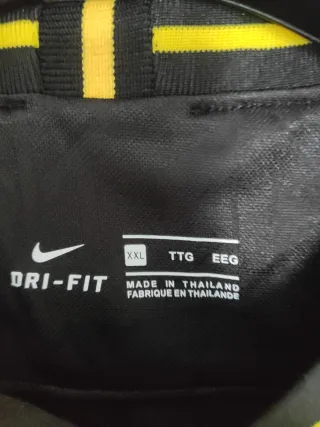 XXL TTG EEG
DRI-FIT
MADE IN THAILAND
FABRIQUE EN THAILANDE